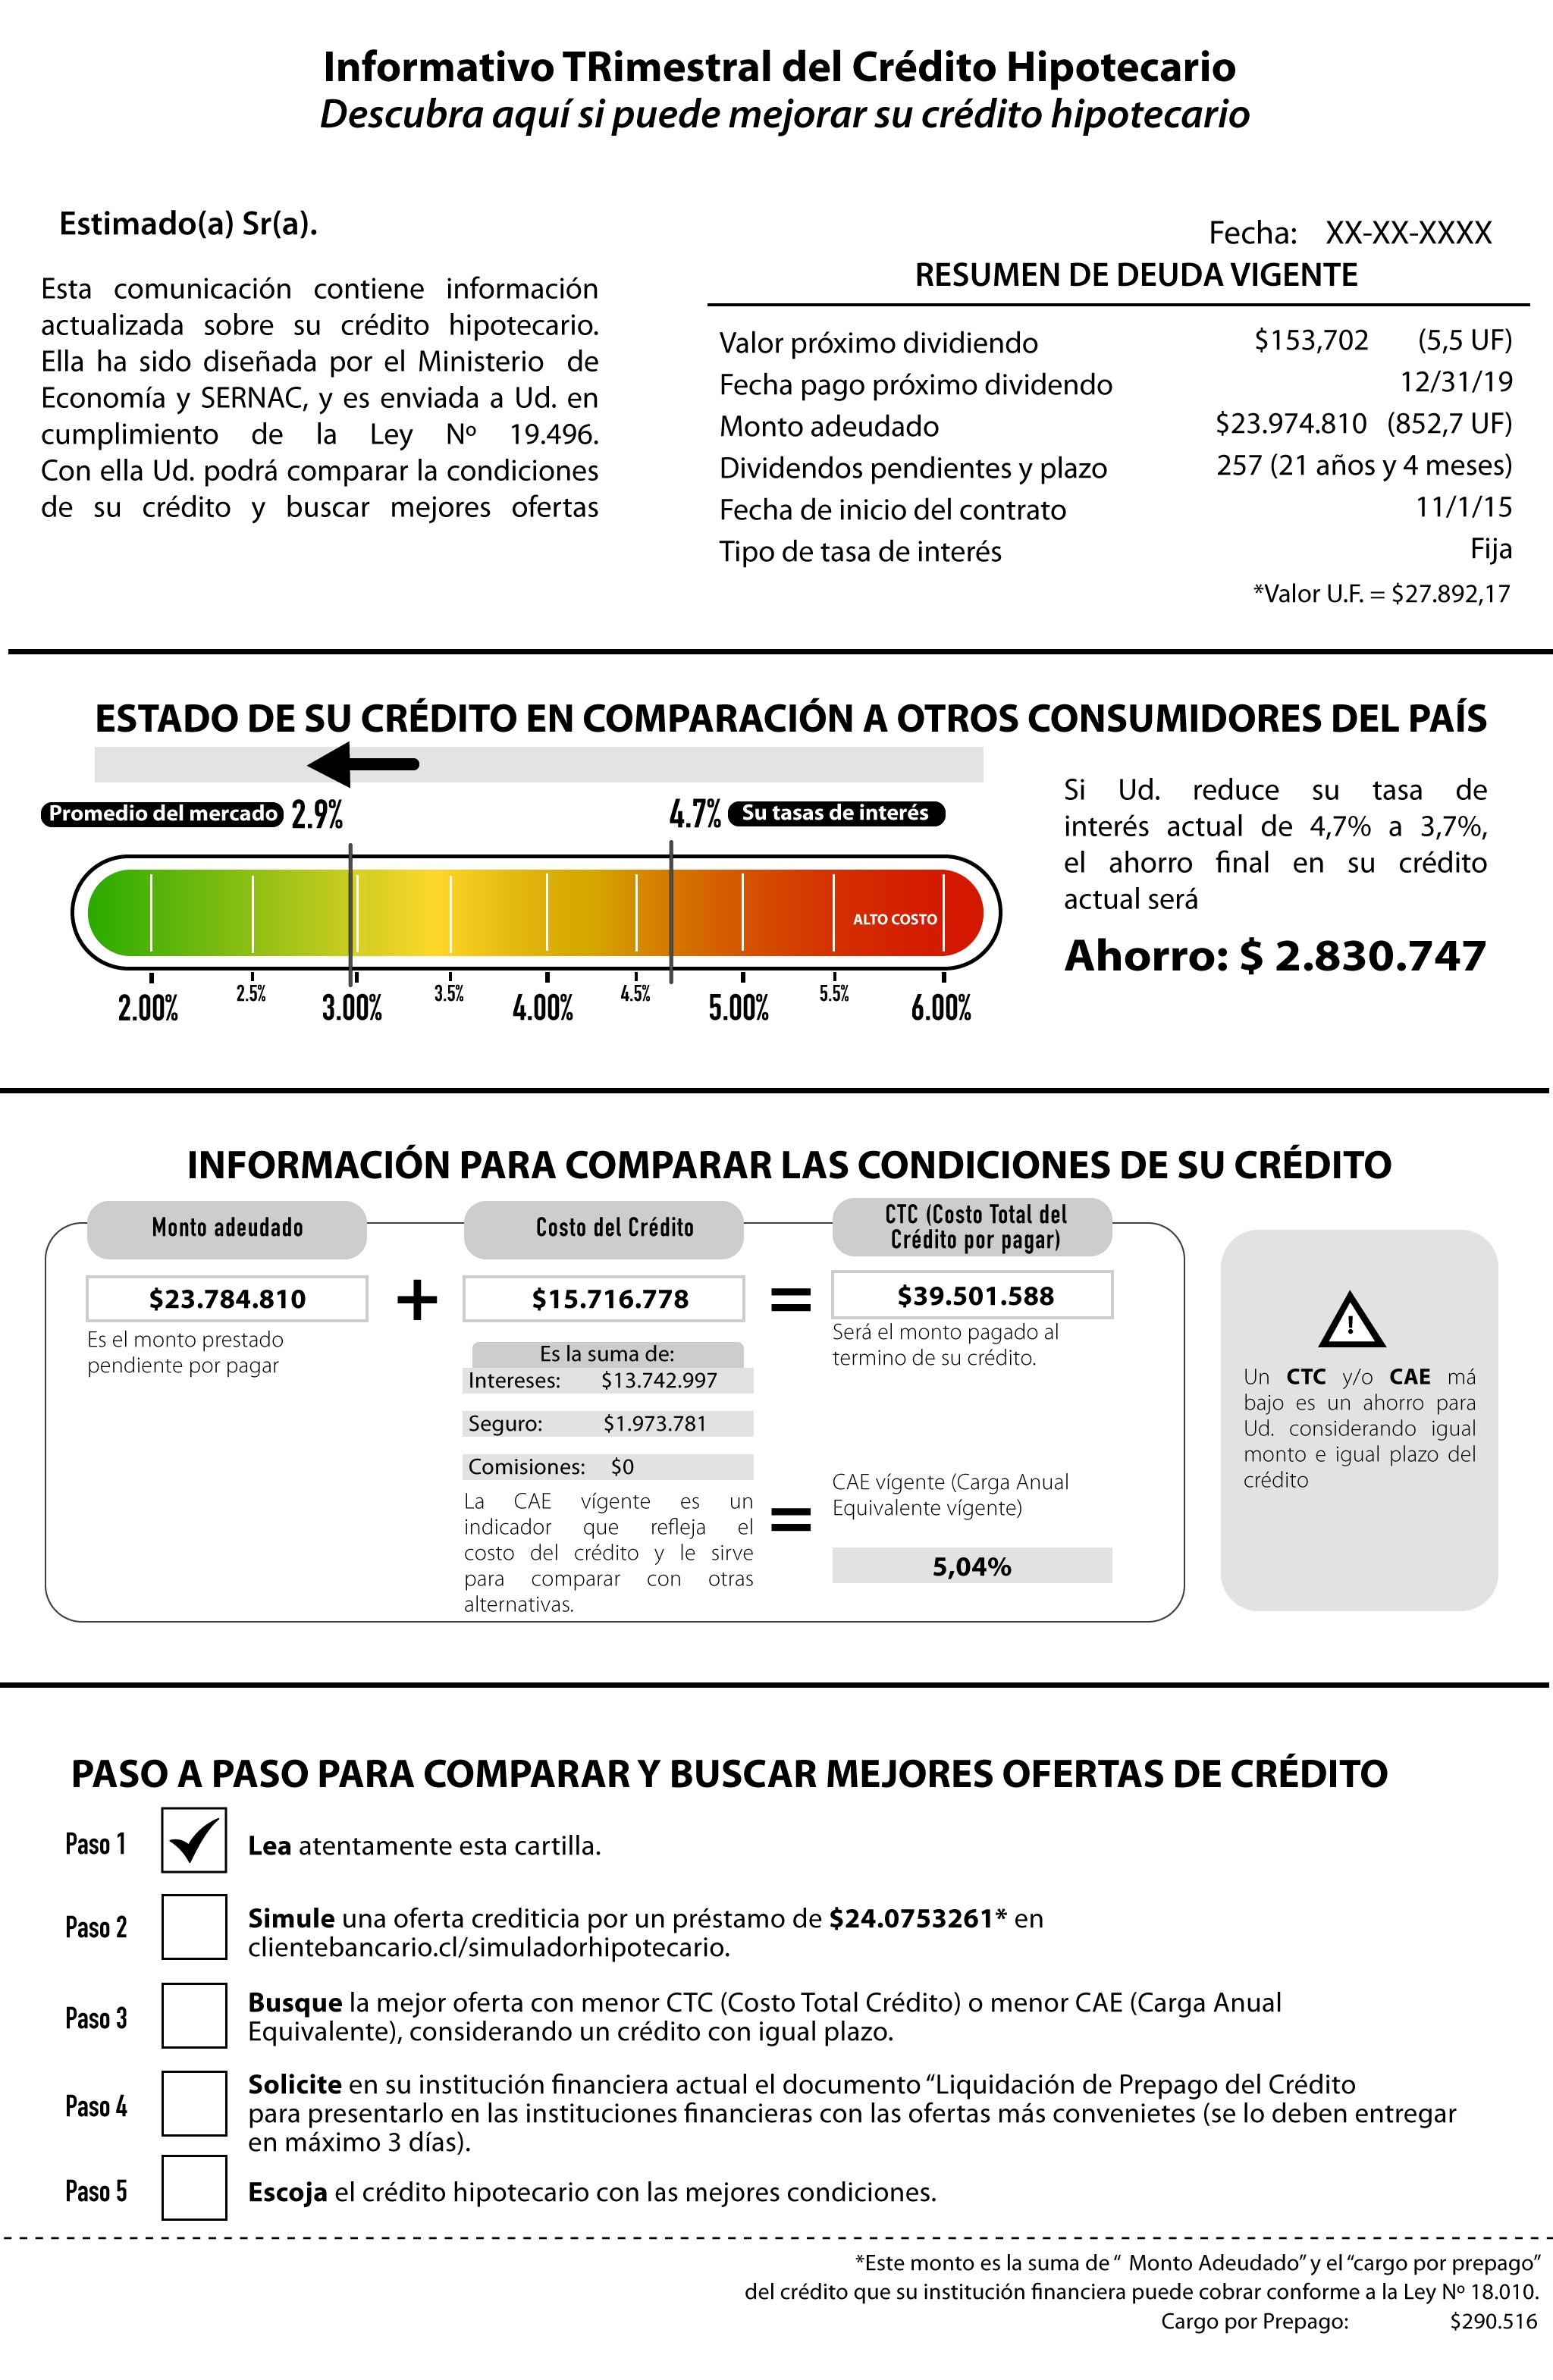 Informativo TRimestral del Crédito Hipotecario
Descubra aquí si puede mejorar su crédito hipotecario
Estimado(a) Sr(a).
Esta comunicación contiene información
actualizada sobre su crédito hipotecario.
Ella ha sido diseñada por el Ministerio de
Economía y SERNAC, y es enviada a Ud. en
cumplimiento de la Ley Nº 19.496.
Con ella Ud. podrá comparar la condiciones
de su crédito y buscar mejores ofertas
Fecha: XX-XX-XXXX
RESUMEN DE DEUDA VIGENTE
Valor próximo dividiendo $153,702 (5,5 UF)
Fecha pago próximo dividendo 12/31/19
Monto adeudado $23.974.810 (852,7 UF)
Dividendos pendientes y plazo 257 (21 años y 4 meses)
Fecha de inicio del contrato 11/1/15
Tipo de tasa de interés Fija
*Valor U.F. = $27.892,17
ESTADO DE SU CRÉDITO EN COMPARACIÓN A OTROS CONSUMIDORES DEL PAÍS
Promedio del mercado 2.9% 4.7% Su tasas de interés
ALTO COSTO
2.00% 2.5% 3.00% 3.5% 4.00% 4.5% 5.00% 5.5% 6.00%
Si Ud. reduce su tasa de
interés actual de 4,7% a 3,7%,
el ahorro final en su crédito
actual será
Ahorro: $ 2.830.747
INFORMACIÓN PARA COMPARAR LAS CONDICIONES DE SU CRÉDITO
Monto adeudado
$23.784.810
Es el monto prestado
pendiente por pagar
+
Costo del Crédito
$15.716.778
Es la suma de:
Intereses: $13.742.997
Seguro: $1.973.781
Comisiones: $0
La CAE vígente es un
indicador que refleja el
costo del crédito y le sirve
para comparar con otras
alternativas.
=
CTC (Costo Total del
Crédito por pagar)
$39.501.588
Será el monto pagado al
termino de su crédito.
=
CAE vígente (Carga Anual
Equivalente vígente)
5,04%
!
Un CTC y/o CAE má
bajo es un ahorro para
Ud. considerando igual
monto e igual plazo del
crédito
PASO A PASO PARA COMPARAR Y BUSCAR MEJORES OFERTAS DE CRÉDITO
Paso 1 Lea atentamente esta cartilla.
Paso 2 Simule una oferta crediticia por un préstamo de $24.0753261* en
clientebancario.cl/simuladorhipotecario.
Paso 3 Busque la mejor oferta con menor CTC (Costo Total Crédito) o menor CAE (Carga Anual
Equivalente), considerando un crédito con igual plazo.
Paso 4 Solicite en su institución financiera actual el documento “Liquidación de Prepago del Crédito
para presentarlo en las instituciones financieras con las ofertas más convenietes (se lo deben entregar
en máximo 3 días).
Paso 5 Escoja el crédito hipotecario con las mejores condiciones.
*Este monto es la suma de “ Monto Adeudado” y el “cargo por prepago”
del crédito que su institución financiera puede cobrar conforme a la Ley Nº 18.010.
Cargo por Prepago: $290.516